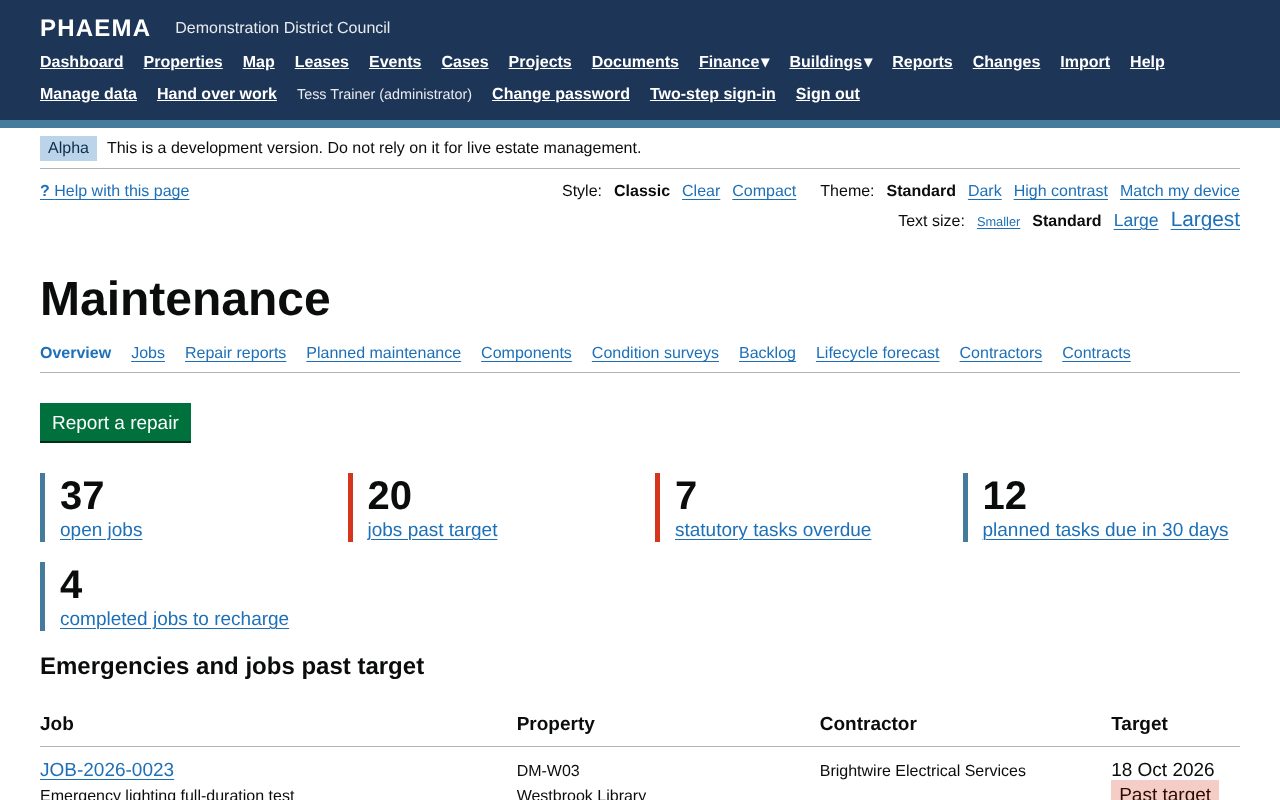 PHAEMA Demonstration District Council
Dashboard Properties Map Leases Events Cases Projects Documents Finance▾ Buildings▾ Reports Changes Import Help
Manage data Hand over work Tess Trainer (administrator) Change password Two-step sign-in Sign out
Alpha This is a development version. Do not rely on it for live estate management.
? Help with this page Style: Classic Clear Compact Theme: Standard Dark High contrast Match my device
Text size: Smaller Standard Large Largest
Maintenance
Overview Jobs Repair reports Planned maintenance Components Condition surveys Backlog Lifecycle forecast Contractors Contracts
Report a repair
37 20 7 12
open jobs jobs past target statutory tasks overdue planned tasks due in 30 days
4
completed jobs to recharge
Emergencies and jobs past target
Job Property Contractor Target
JOB-2026-0023 DM-W03 Brightwire Electrical Services 18 Oct 2026
Emergency lighting full-duration test Westbrook Library Past target